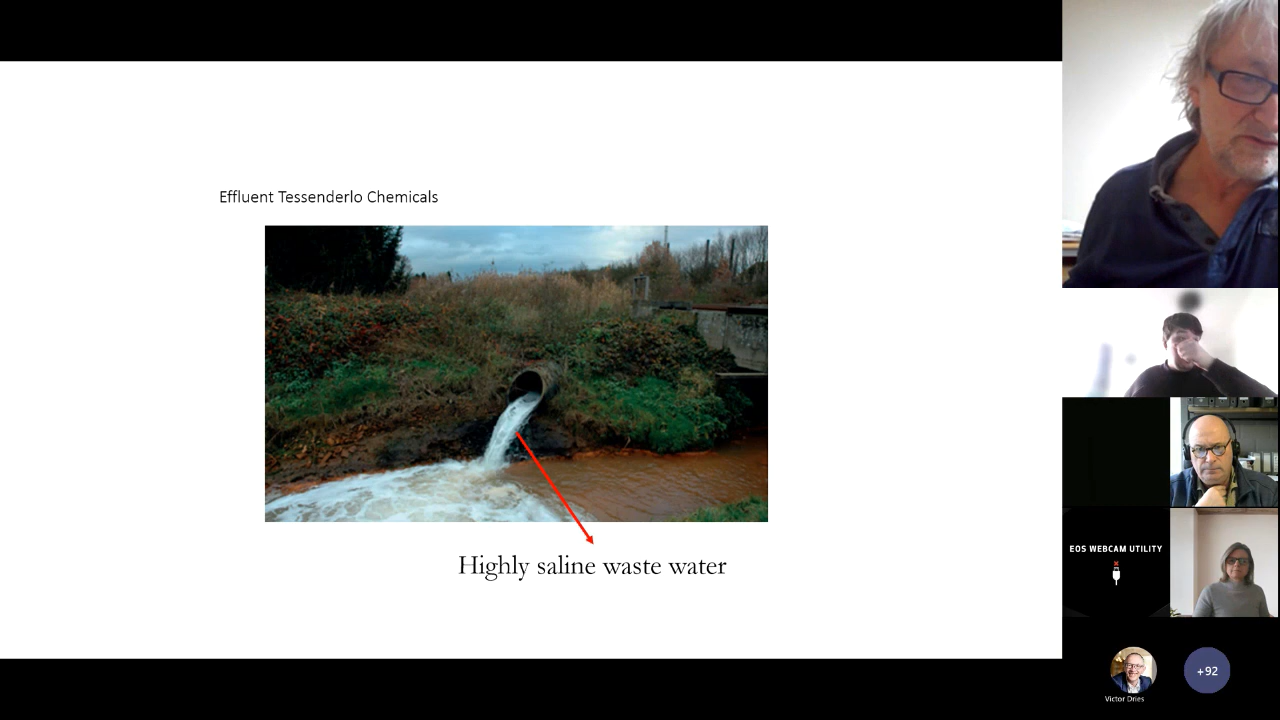 Effluent Tessenderlo Chemicals
Highly saline waste water
EOS WEBCAM UTILITY
Victor Dries
+92